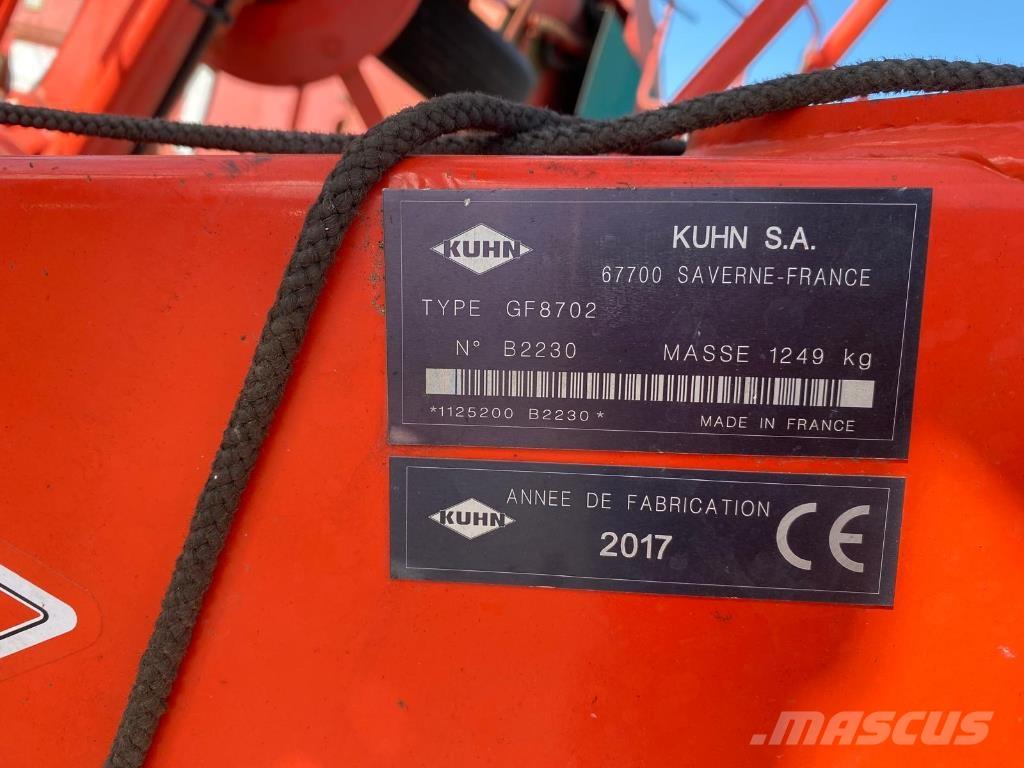 KUHN
KUHN S.A.
67700 SAVERNE-FRANCE
TYPE GF8702
N° B2230 MASSE 1249 kg
*1125200 B2230*
MADE IN FRANCE
KUHN
ANNEE DE FABRICATION
2017
CE
MASCUS